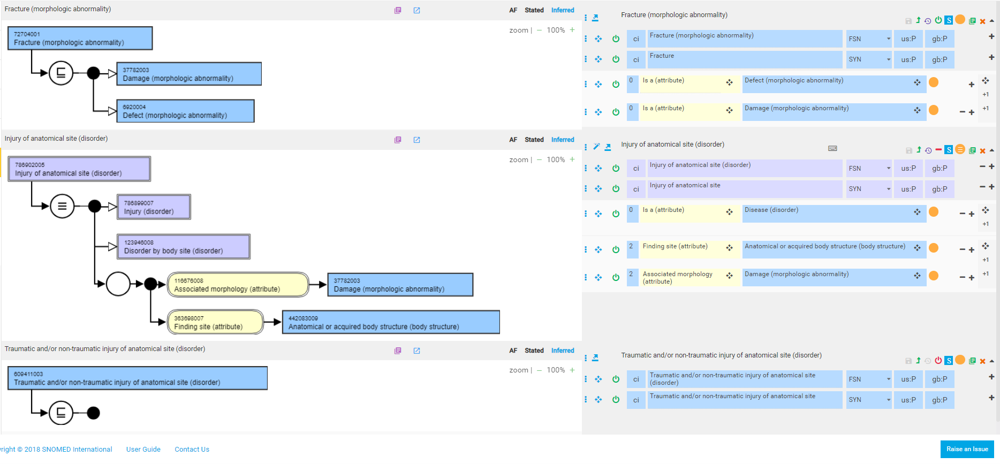 Fracture (morphologic abnormality)
AF Stated Inferred
zoom | − 100% +
72704001
Fracture (morphologic abnormality)
37782003
Damage (morphologic abnormality)
6920004
Defect (morphologic abnormality)
Fracture (morphologic abnormality)
S
ci Fracture (morphologic abnormality) FSN us:P gb:P
ci Fracture SYN us:P gb:P
0 Is a (attribute) Defect (morphologic abnormality)
+1
0 Is a (attribute) Damage (morphologic abnormality) +1
Injury of anatomical site (disorder)
AF Stated Inferred
zoom | − 100% +
786902005
Injury of anatomical site (disorder)
786899007
Injury (disorder)
123946008
Disorder by body site (disorder)
116676008
Associated morphology (attribute)
37782003
Damage (morphologic abnormality)
363698007
Finding site (attribute)
442083009
Anatomical or acquired body structure (body structure)
Injury of anatomical site (disorder)
S
ci Injury of anatomical site (disorder) FSN us:P gb:P
ci Injury of anatomical site SYN us:P gb:P
0 Is a (attribute) Disease (disorder)
+1
2 Finding site (attribute) Anatomical or acquired body structure (body structure)
+1
2 Associated morphology Damage (morphologic abnormality) +1
(attribute)
Traumatic and/or non-traumatic injury of anatomical site (disorder)
AF Stated Inferred
zoom | − 100% +
609411003
Traumatic and/or non-traumatic injury of anatomical site (disorder)
Traumatic and/or non-traumatic injury of anatomical site (disorder)
S
ci Traumatic and/or non-traumatic injury of anatomical site FSN us:P gb:P
(disorder)
ci Traumatic and/or non-traumatic injury of anatomical site SYN us:P gb:P
right © 2018 SNOMED International User Guide Contact Us
Raise an Issue